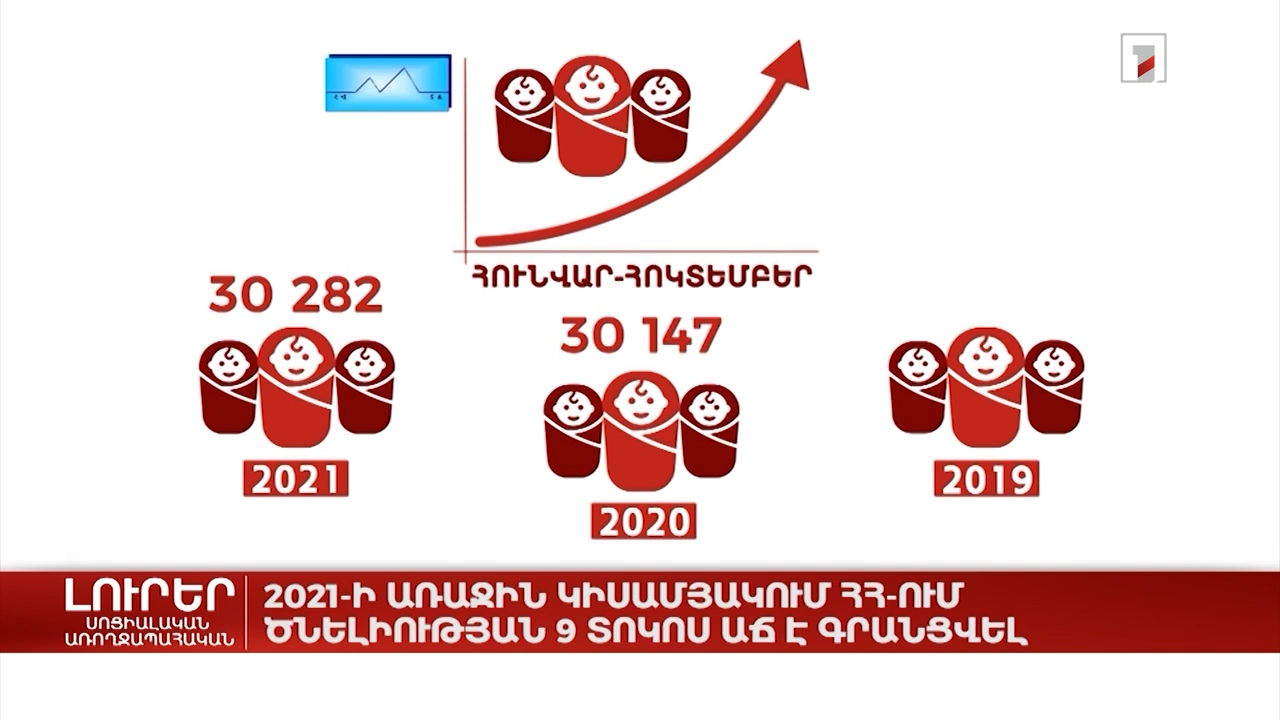 ՀՈՒՆՎԱՐ-ՀՈԿՏԵՄԲԵՐ
30 282
30 147
2021
2020
2019
ԼՈՒՐԵՐ
ՍՈՑԻԱԼԱԿԱՆ
ԱՌՈՂՋԱՊԱՀԱԿԱՆ
2021-Ի ԱՌԱՋԻՆ ԿԻՍԱՄՅԱԿՈՒՄ ՀՀ-ՈՒՄ
ԾՆԵԼԻՈՒԹՅԱՆ 9 ՏՈԿՈՍ ԱՃ Է ԳՐԱՆՑՎԵԼ